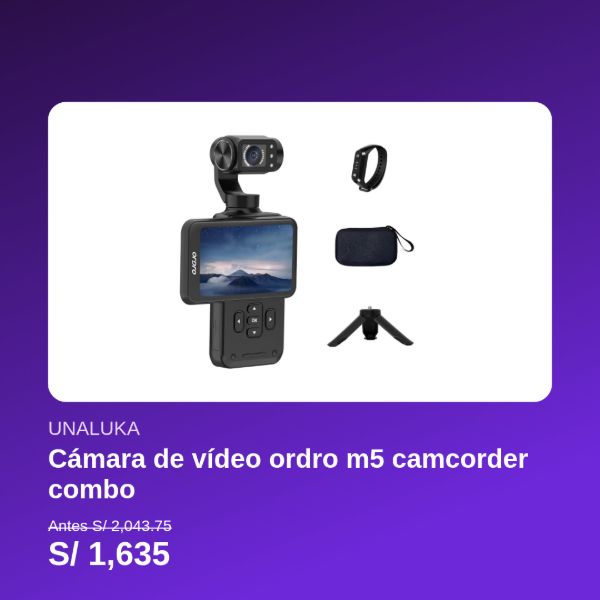 ordro
OK
UNALUKA
Cámara de vídeo ordro m5 camcorder
combo
Antes S/ 2,043.75
S/ 1,635